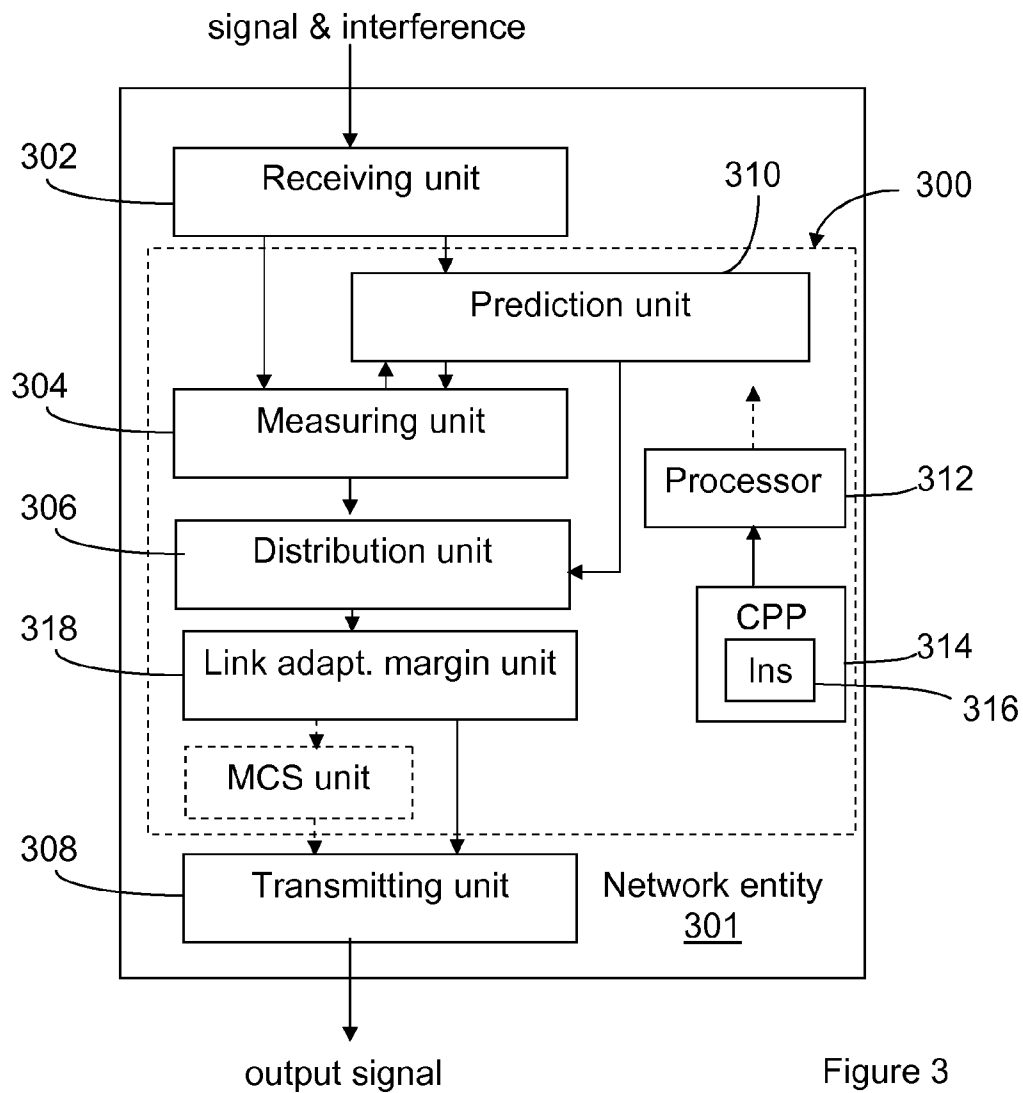 signal & interference
302
Receiving unit
310
300
Prediction unit
304
Measuring unit
Processor
312
306
Distribution unit
CPP
318
314
Link adapt. margin unit
Ins
316
MCS unit
308
Transmitting unit
Network entity
301
output signal
Figure 3